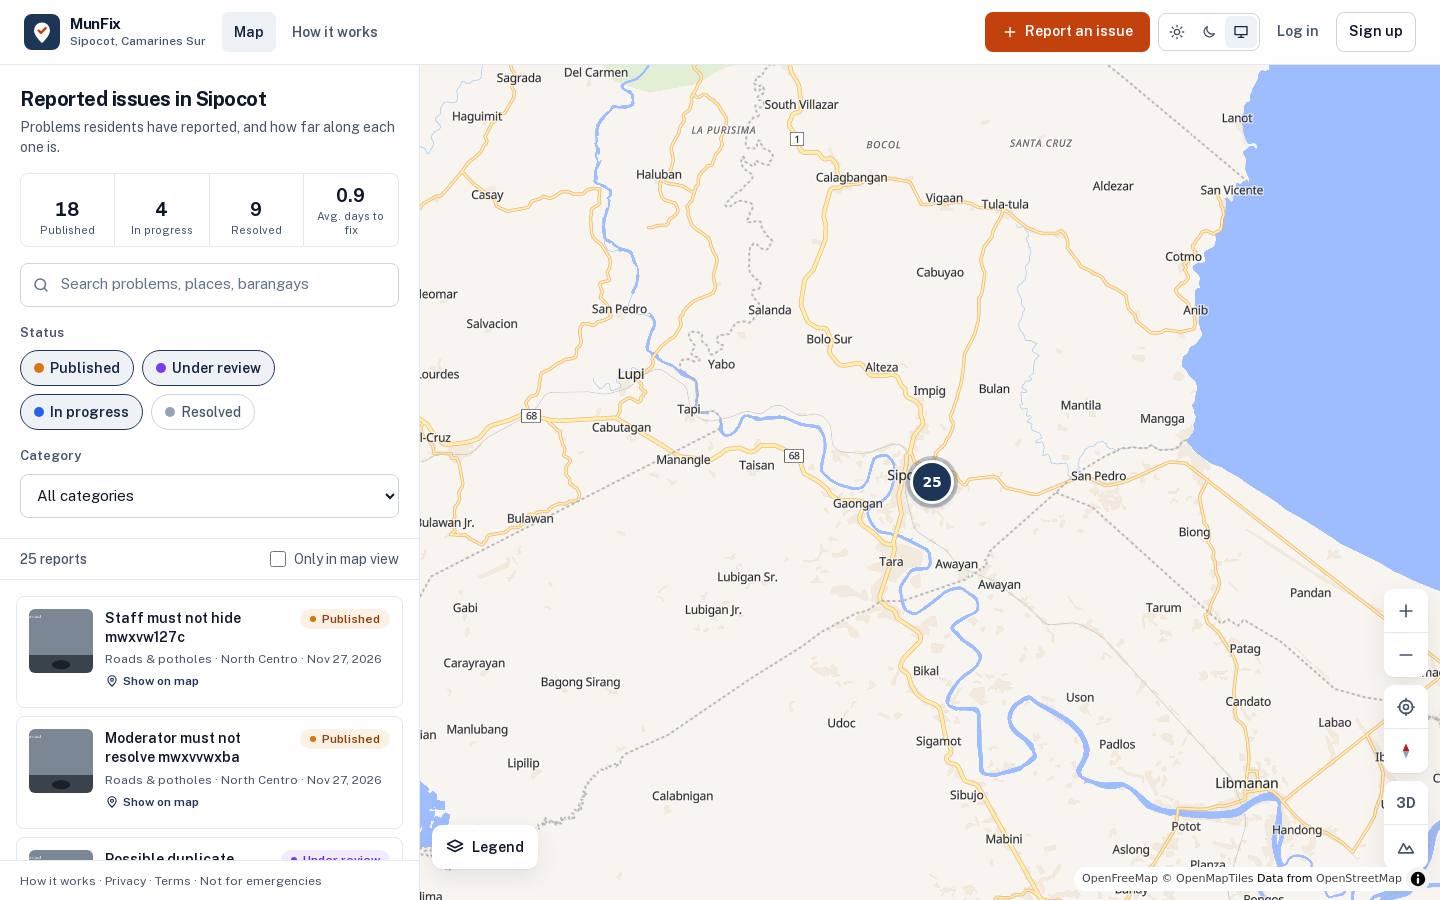 MunFix
Sipocot, Camarines Sur
Map
How it works
Report an issue
Log in
Sign up
Reported issues in Sipocot
Problems residents have reported, and how far along each
one is.
18
Published
4
In progress
9
Resolved
0.9
Avg. days to
fix
Search problems, places, barangays
Status
Published
Under review
In progress
Resolved
Category
All categories
25 reports
Only in map view
Staff must not hide
mwxvw127c
Published
Roads & potholes · North Centro · Nov 27, 2026
Show on map
Moderator must not
resolve mwxvvwxba
Published
Roads & potholes · North Centro · Nov 27, 2026
Show on map
Possible duplicate
Under review
How it works · Privacy · Terms · Not for emergencies
Sagrada
Del Carmen
Haguimit
South Villazar
Lanot
LA PURISIMA
1
BOCOL
SANTA CRUZ
Haluban
Calagbangan
Aldezar
San Vicente
Casay
Vigaan
Tula-tula
Cotmo
Cabuyao
leomar
San Pedro
Salanda
Anib
Salvacion
Bolo Sur
Yabo
Alteza
ourdes
Lupi
Impig
Bulan
Mantila
68
Tapi
Mangga
Cabutagan
l-Cruz
Manangle
Taisan
68
Sipo
25
San Pedro
Gaongan
Bulawan Jr.
Bulawan
Biong
Tara
Awayan
Lubigan Sr.
Awayan
Pandan
Gabi
Lubigan Jr.
Tarum
Patag
Carayrayan
Bikal
Bagong Sirang
Uson
Candato
Udoc
Labao
ian
Manlubang
Sigamot
Padlos
Lipilip
Libmanan
Calabnigan
Sibujo
3D
Potot
Handong
Mabini
Aslong
Legend
Planza
lima
OpenFreeMap © OpenMapTiles Data from OpenStreetMap